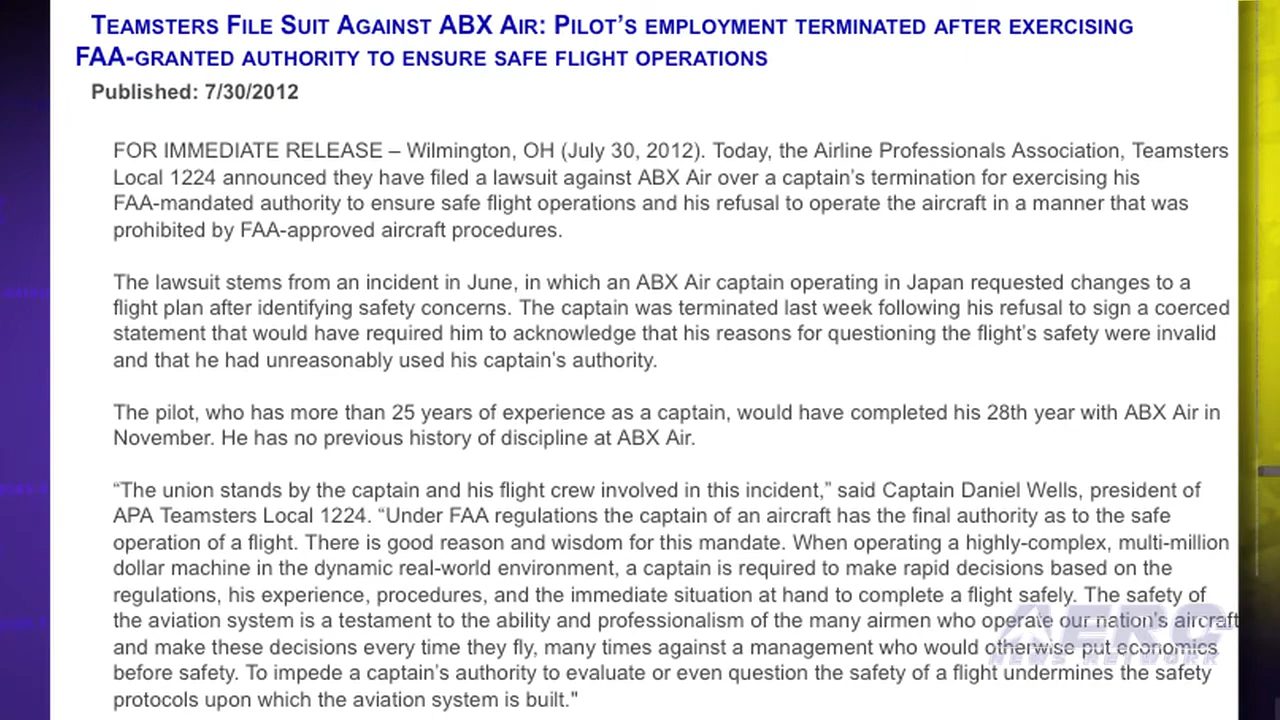 TEAMSTERS FILE SUIT AGAINST ABX AIR: PILOT'S EMPLOYMENT TERMINATED AFTER EXERCISING
FAA-GRANTED AUTHORITY TO ENSURE SAFE FLIGHT OPERATIONS
Published: 7/30/2012
FOR IMMEDIATE RELEASE – Wilmington, OH (July 30, 2012). Today, the Airline Professionals Association, Teamsters
Local 1224 announced they have filed a lawsuit against ABX Air over a captain's termination for exercising his
FAA-mandated authority to ensure safe flight operations and his refusal to operate the aircraft in a manner that was
prohibited by FAA-approved aircraft procedures.
The lawsuit stems from an incident in June, in which an ABX Air captain operating in Japan requested changes to a
flight plan after identifying safety concerns. The captain was terminated last week following his refusal to sign a coerced
statement that would have required him to acknowledge that his reasons for questioning the flight's safety were invalid
and that he had unreasonably used his captain's authority.
The pilot, who has more than 25 years of experience as a captain, would have completed his 28th year with ABX Air in
November. He has no previous history of discipline at ABX Air.
“The union stands by the captain and his flight crew involved in this incident,” said Captain Daniel Wells, president of
APA Teamsters Local 1224. “Under FAA regulations the captain of an aircraft has the final authority as to the safe
operation of a flight. There is good reason and wisdom for this mandate. When operating a highly-complex, multi-million
dollar machine in the dynamic real-world environment, a captain is required to make rapid decisions based on the
regulations, his experience, procedures, and the immediate situation at hand to complete a flight safely. The safety of
the aviation system is a testament to the ability and professionalism of the many airmen who operate our nation's aircraft
and make these decisions every time they fly, many times against a management who would otherwise put economics
before safety. To impede a captain's authority to evaluate or even question the safety of a flight undermines the safety
protocols upon which the aviation system is built."
AERO
NEWS NETWORK